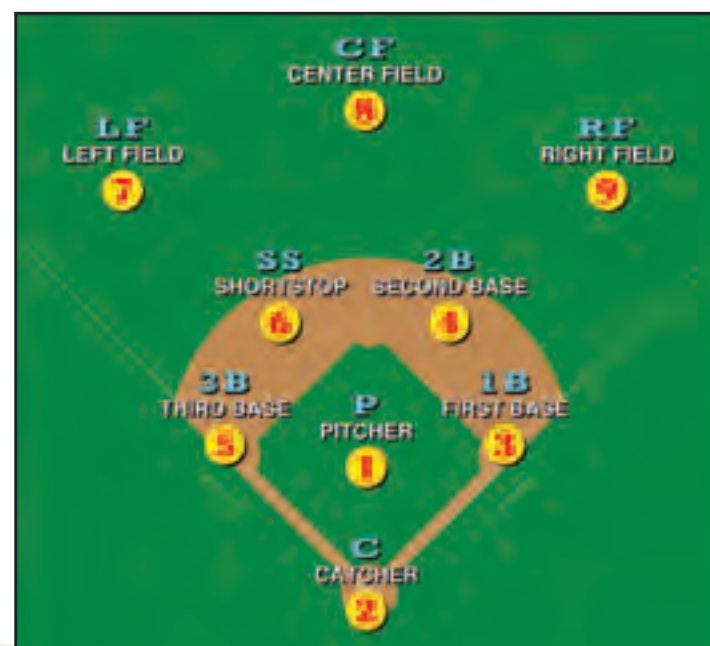 CF
CENTER FIELD
8
LF
LEFT FIELD
7
RF
RIGHT FIELD
9
SS
SHORTSTOP
6
2B
SECOND BASE
4
3B
THIRD BASE
5
P
PITCHER
1
1B
FIRST BASE
3
C
CATCHER
2